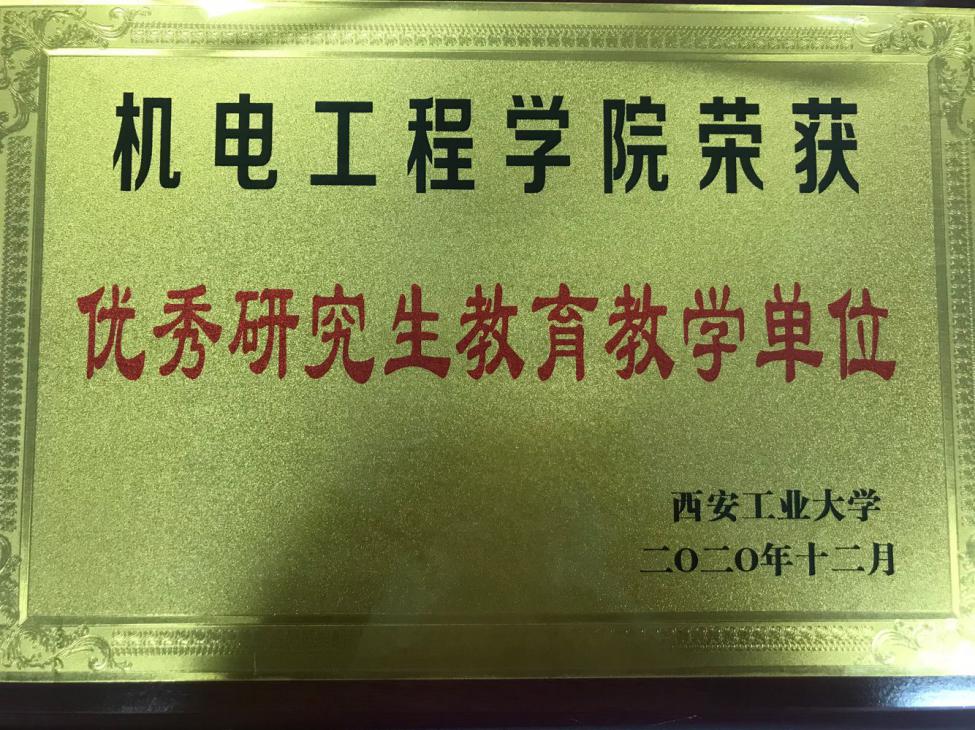 机电工程学院荣获
优秀研究生教育教学单位
西安工业大学
二〇二〇年十二月